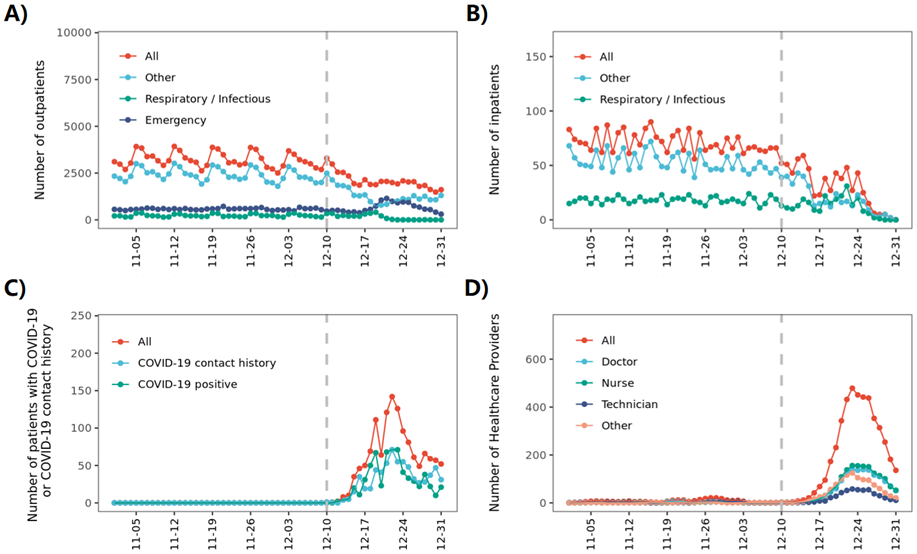 A)
Number of outpatients
10000
7500
5000
2500
0
All
Other
Respiratory / Infectious
Emergency
11-05
11-12
11-19
11-26
12-03
12-10
12-17
12-24
12-31
B)
Number of inpatients
150
100
50
0
All
Other
Respiratory / Infectious
11-05
11-12
11-19
11-26
12-03
12-10
12-17
12-24
12-31
C)
Number of patients with COVID-19
or COVID-19 contact history
250
200
150
100
50
0
All
COVID-19 contact history
COVID-19 positive
11-05
11-12
11-19
11-26
12-03
12-10
12-17
12-24
12-31
D)
Number of Healthcare Providers
600
400
200
0
All
Doctor
Nurse
Technician
Other
11-05
11-12
11-19
11-26
12-03
12-10
12-17
12-24
12-31